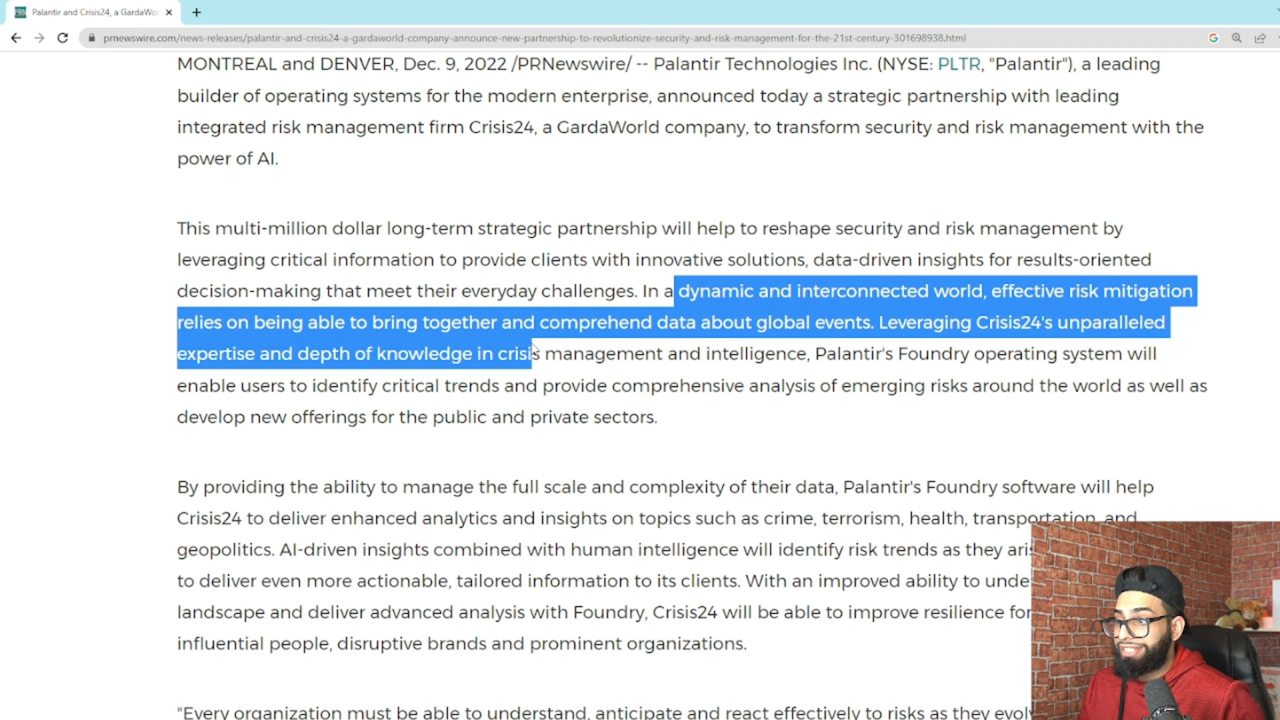 Palantir and Crisis24, a GardaWo
prnewswire.com/news-releases/palantir-and-crisis24-a-gardaworld-company-announce-new-partnership-to-revolutionize-security-and-risk-management-for-the-21st-century-301698938.html
MONTREAL and DENVER, Dec. 9, 2022 /PRNewswire/ -- Palantir Technologies Inc. (NYSE: PLTR, "Palantir"), a leading
builder of operating systems for the modern enterprise, announced today a strategic partnership with leading
integrated risk management firm Crisis24, a GardaWorld company, to transform security and risk management with the
power of AI.
This multi-million dollar long-term strategic partnership will help to reshape security and risk management by
leveraging critical information to provide clients with innovative solutions, data-driven insights for results-oriented
decision-making that meet their everyday challenges. In a dynamic and interconnected world, effective risk mitigation
relies on being able to bring together and comprehend data about global events. Leveraging Crisis24's unparalleled
expertise and depth of knowledge in crisis management and intelligence, Palantir's Foundry operating system will
enable users to identify critical trends and provide comprehensive analysis of emerging risks around the world as well as
develop new offerings for the public and private sectors.
By providing the ability to manage the full scale and complexity of their data, Palantir's Foundry software will help
Crisis24 to deliver enhanced analytics and insights on topics such as crime, terrorism, health, transportation, and
geopolitics. AI-driven insights combined with human intelligence will identify risk trends as they
to deliver even more actionable, tailored information to its clients. With an improved ability to
landscape and deliver advanced analysis with Foundry, Crisis24 will be able to improve resilience for
influential people, disruptive brands and prominent organizations.
"Every organization must be able to understand, anticipate and react effectively to risks as they